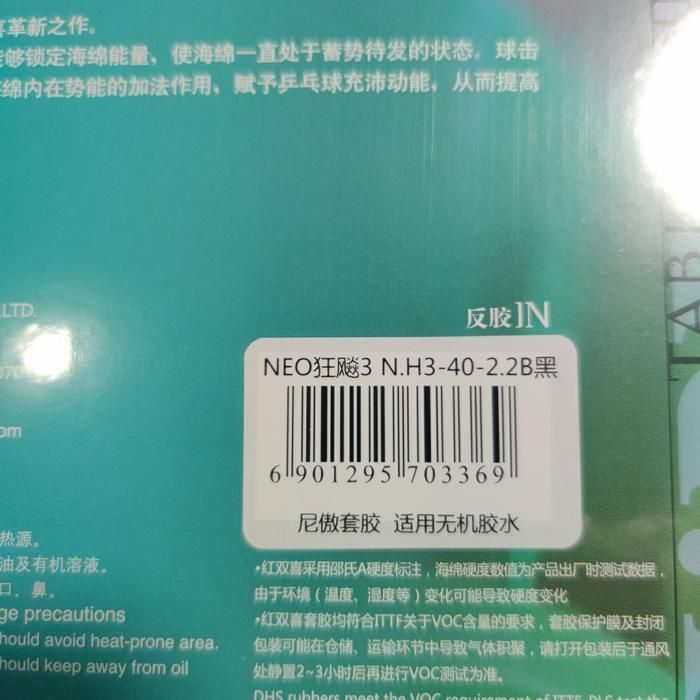 喜革新之作。
能够锁定海绵能量、使海绵一直处于蓄势待发的状态。球击
绵内在势能的加法作用，赋予乒乓球充沛动能，从而提高
LTD.
反胶IN
NEO狂飚3 N.H3-40-2.2B黑
070
om
6 901295 703369
尼傲套胶 适用无机胶水
热源。
油及有机溶液。
口、鼻。
ge precautions
hould avoid heat-prone area.
hould keep away from oil
•红双喜采用邵氏A硬度标注，海绵硬度数值为产品出厂时测试数据，
由于环境（温度、湿度等）变化可能导致硬度变化
•红双喜套胶均符合ITTF关于VOC含量的要求，套胶保护膜及封闭
包装可能在仓储、运输环节中导致气体积聚，请打开包装后于通风
处静置2~3小时后再进行VOC测试为准。
DHS rubbers meet the VOC requirement of ITTF. PLS test the
TABL